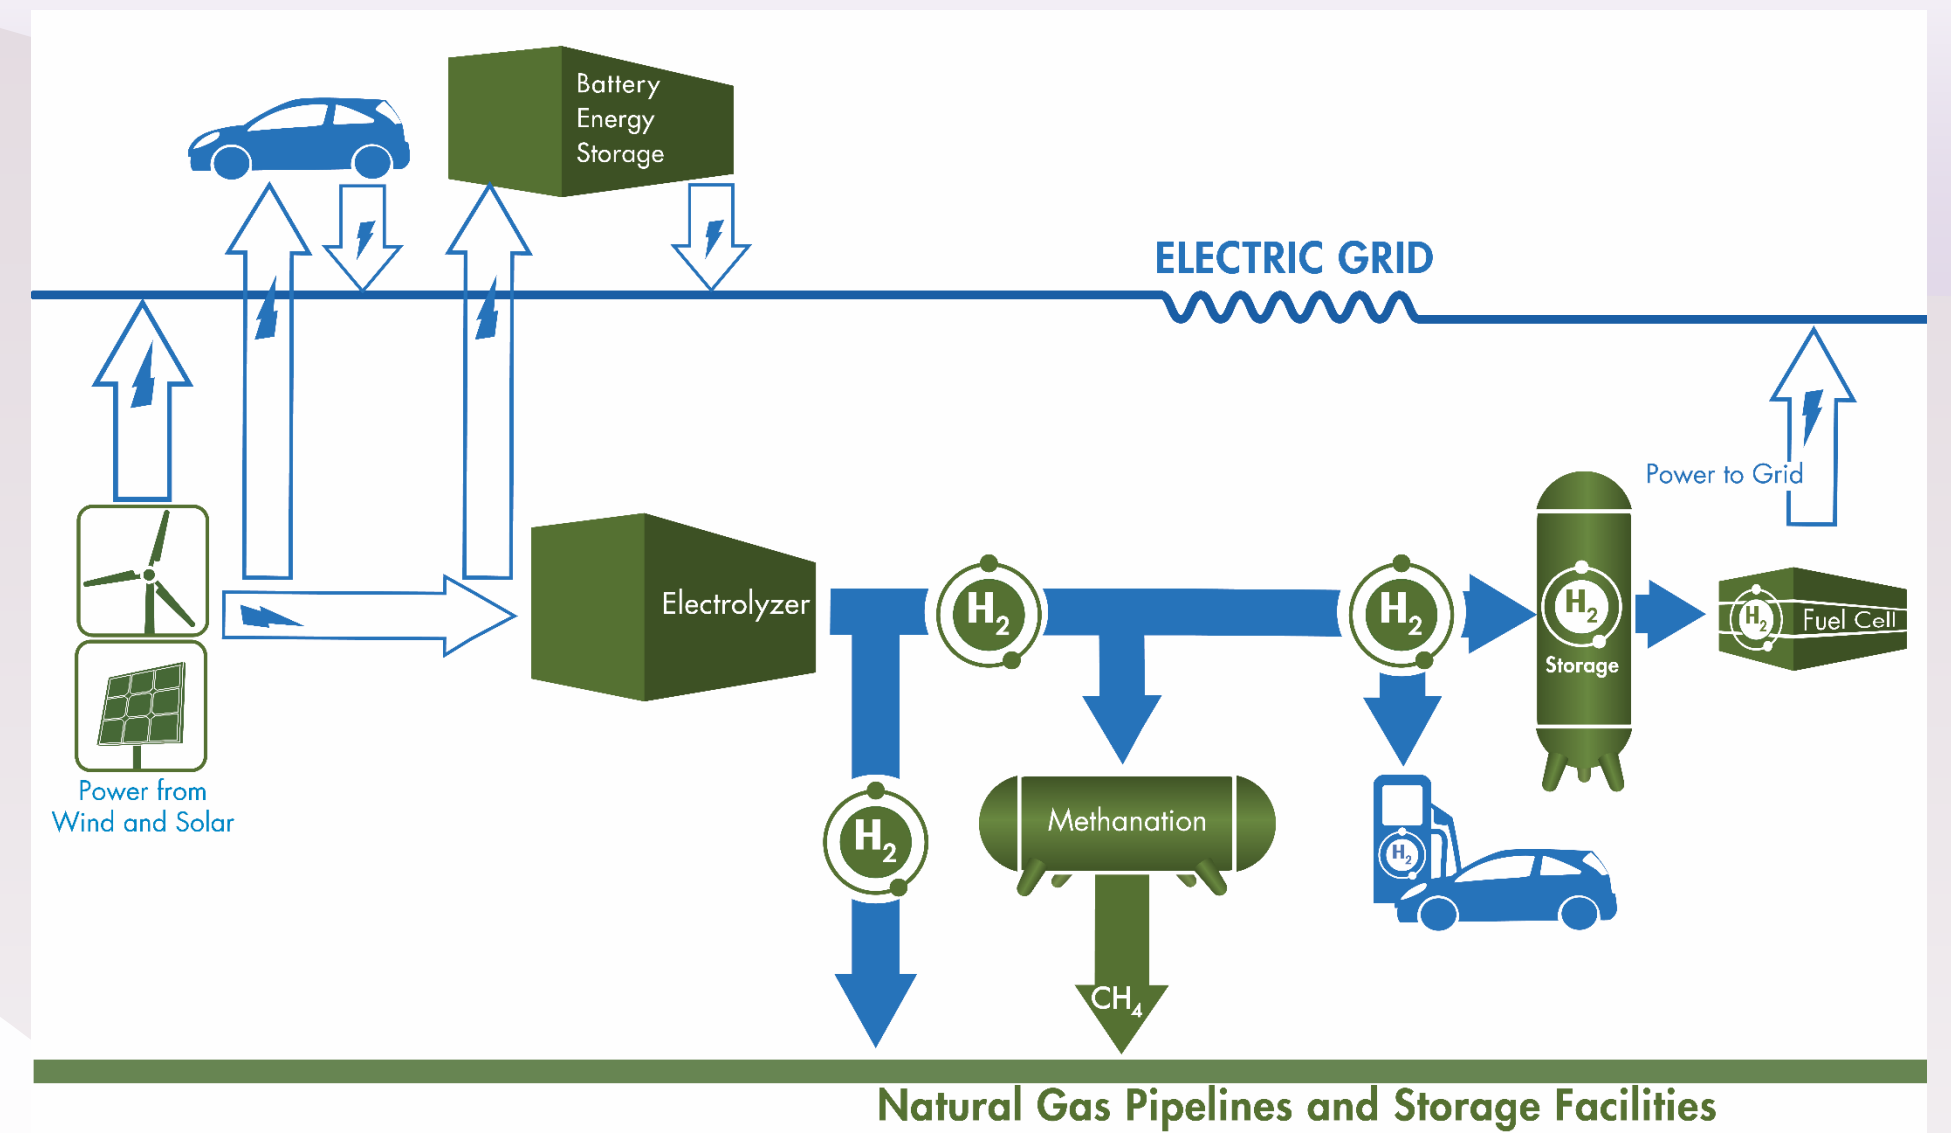 Battery
Energy
Storage
ELECTRIC GRID
Power to Grid
Electrolyzer
H₂
H₂
H₂
Storage
H₂
Fuel Cell
Power from
Wind and Solar
H₂
Methanation
H₂
CH₄
Natural Gas Pipelines and Storage Facilities